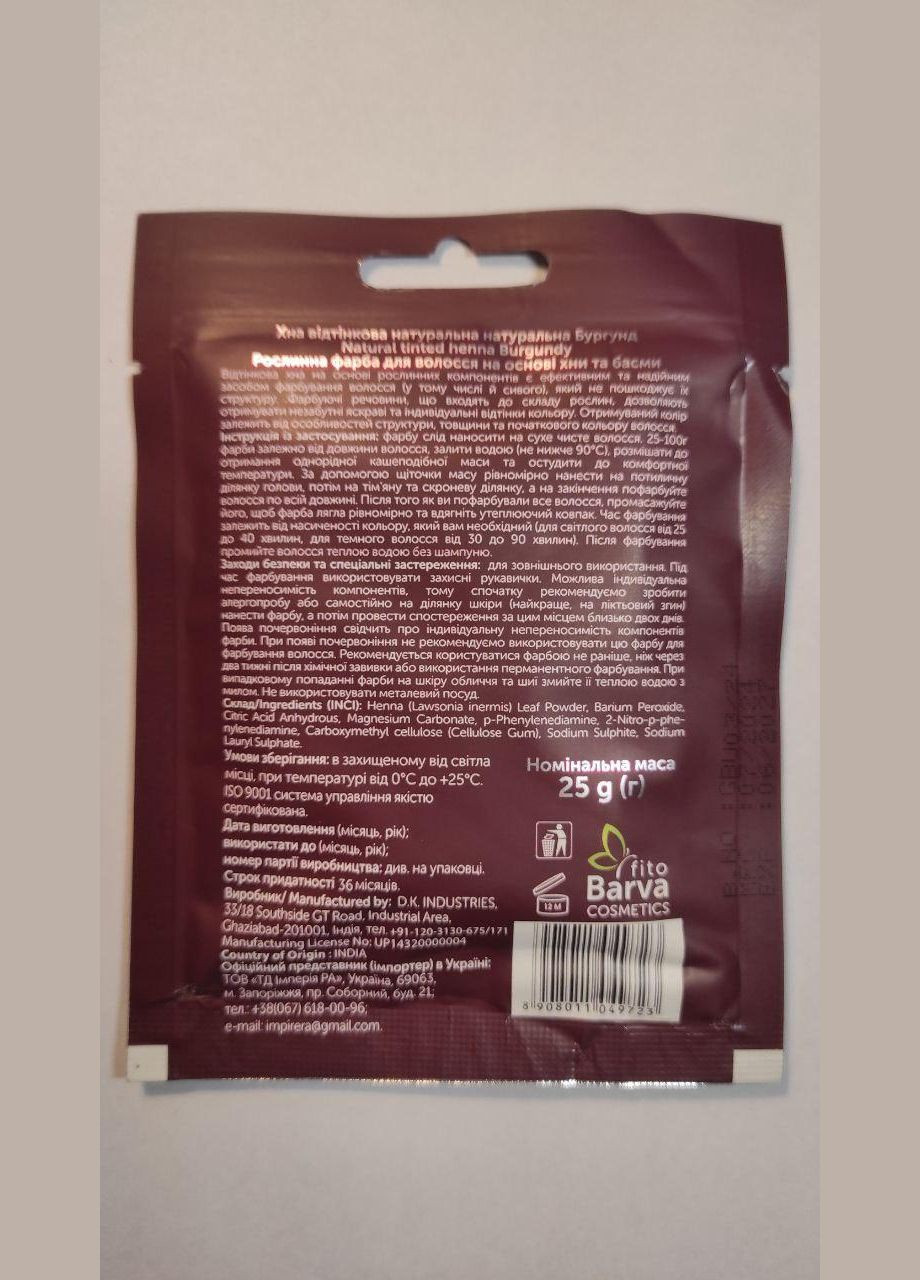 Хна відтінкова натуральна натуральна Бургунд
Natural tinted henna Burgundy
Рослинна фарба для волосся на основі хни та басми
Відтінкова хна на основі рослинних компонентів є ефективним та надійним
засобом фарбування волосся (у тому числі й сивого), який не пошкоджує їх
структуру. Фарбуючі речовини, що входять до складу рослин, дозволяють
отримувати незабутні яскраві та індивідуальні відтінки кольору. Отримуваний колір
залежить від особливостей структури, товщини та початкового кольору волосся.
Інструкція із застосування: фарбу слід наносити на сухе чисте волосся. 25-100г
фарби залежно від довжини волосся, залити водою (не нижче 90°С), розмішати до
отримання однорідної кашеподібної маси та остудити до комфортної
температури. За допомогою щіточки масу рівномірно нанести на потиличну
ділянку голови, потім на тім'яну та скроневу ділянку, а на закінчення пофарбуйте
волосся по всій довжині. Після того як ви пофарбували все волосся, промасажуйте
його, щоб фарба лягла рівномірно та вдягніть утеплюючий ковпак. Час фарбування
залежить від насиченості кольору, який вам необхідний (для світлого волосся від 25
до 40 хвилин, для темного волосся від 30 до 90 хвилин). Після фарбування
промийте волосся теплою водою без шампуню.
Заходи безпеки та спеціальні застереження: для зовнішнього використання. Під
час фарбування використовувати захисні рукавички. Можлива індивідуальна
непереносимість компонентів, тому спочатку рекомендуємо зробити
алергопробу або самостійно на ділянку шкіри (найкраще, на ліктьовий згин)
нанести фарбу, а потім провести спостереження за цим місцем близько двох днів.
Поява почервоніння свідчить про індивідуальну непереносимість компонентів
фарби. При появі почервоніння не рекомендуємо використовувати цю фарбу для
фарбування волосся. Рекомендується користуватися фарбою не раніше, ніж через
два тижні після хімічної завивки або використання перманентного фарбування. При
випадковому попаданні фарби на шкіру обличчя та шиї змийте її теплою водою з
милом. Не використовувати металевий посуд.
Склад/Ingredients (INCI): Henna (Lawsonia inermis) Leaf Powder, Barium Peroxide,
Citric Acid Anhydrous, Magnesium Carbonate, p-Phenylenediamine, 2-Nitro-p-phe-
nylenediamine, Carboxymethyl cellulose (Cellulose Gum), Sodium Sulphite, Sodium
Lauryl Sulphate.
Умови зберігання: в захищеному від світла
місці, при температурі від 0°С до +25°С.
ISO 9001 система управління якістю
сертифікована.
Дата виготовлення (місяць, рік);
використати до (місяць, рік);
номер партії виробництва: див. на упаковці.
Строк придатності 36 місяців.
Виробник/ Manufactured by: D.K. INDUSTRIES,
33/18 Southside GT Road, Industrial Area,
Ghaziabad-201001, Індія, тел. +91-120-3130-675/171
Manufacturing License No: UP14320000004
Country of Origin : INDIA
Офіційний представник (імпортер) в Україні:
ТОВ «ТД Імперія РА», Україна, 69063,
м. Запоріжжя, пр. Соборний, буд. 21;
тел.: +38(067) 618-00-96;
e-mail: impirera@gmail.com.
Номінальна маса
25 g (г)
12 M
fito
Barva
COSMETICS
8 908011 049723